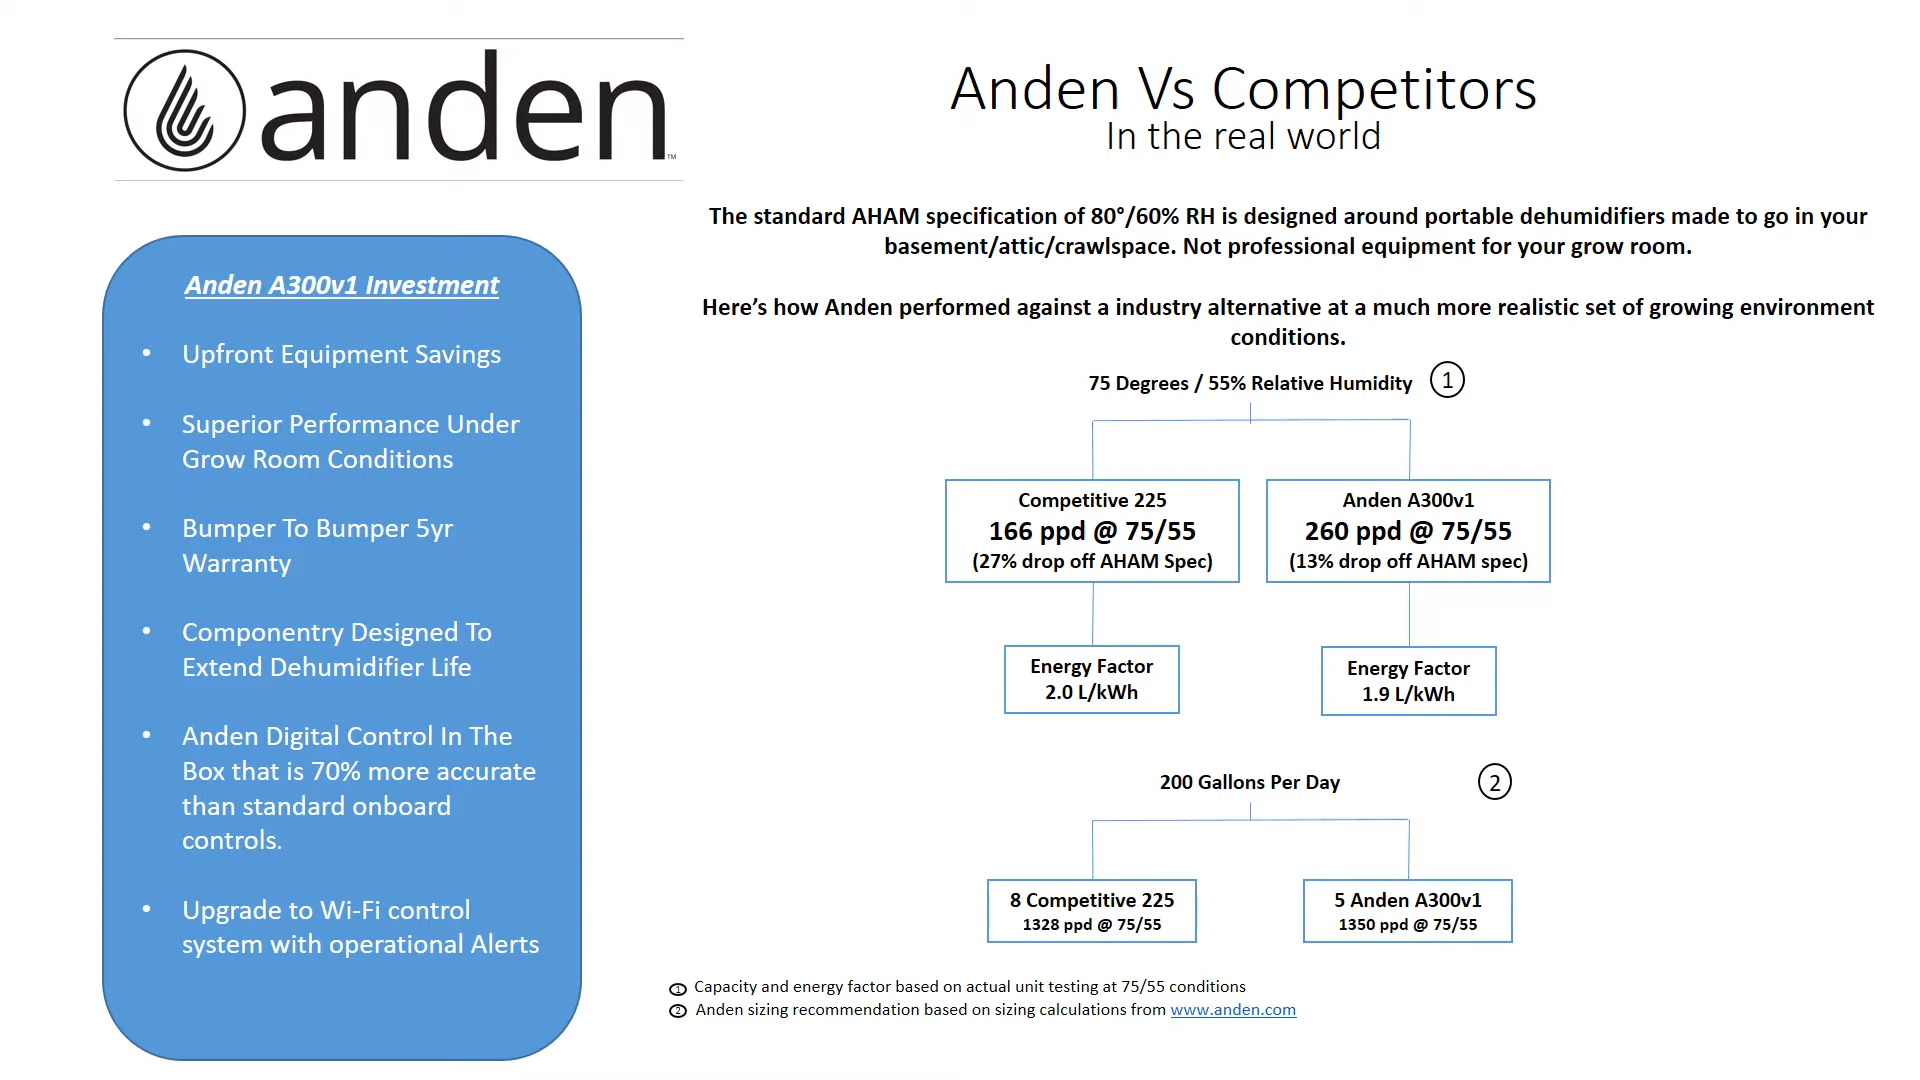 anden™
Anden Vs Competitors
In the real world
The standard AHAM specification of 80°/60% RH is designed around portable dehumidifiers made to go in your
basement/attic/crawlspace. Not professional equipment for your grow room.
Here’s how Anden performed against a industry alternative at a much more realistic set of growing environment
conditions.
Anden A300v1 Investment
• Upfront Equipment Savings
• Superior Performance Under
Grow Room Conditions
• Bumper To Bumper 5yr
Warranty
• Componentry Designed To
Extend Dehumidifier Life
• Anden Digital Control In The
Box that is 70% more accurate
than standard onboard
controls.
• Upgrade to Wi-Fi control
system with operational Alerts
75 Degrees / 55% Relative Humidity 1
Competitive 225
166 ppd @ 75/55
(27% drop off AHAM Spec)
Anden A300v1
260 ppd @ 75/55
(13% drop off AHAM spec)
Energy Factor
2.0 L/kWh
Energy Factor
1.9 L/kWh
200 Gallons Per Day 2
8 Competitive 225
1328 ppd @ 75/55
5 Anden A300v1
1350 ppd @ 75/55
1 Capacity and energy factor based on actual unit testing at 75/55 conditions
2 Anden sizing recommendation based on sizing calculations from www.anden.com